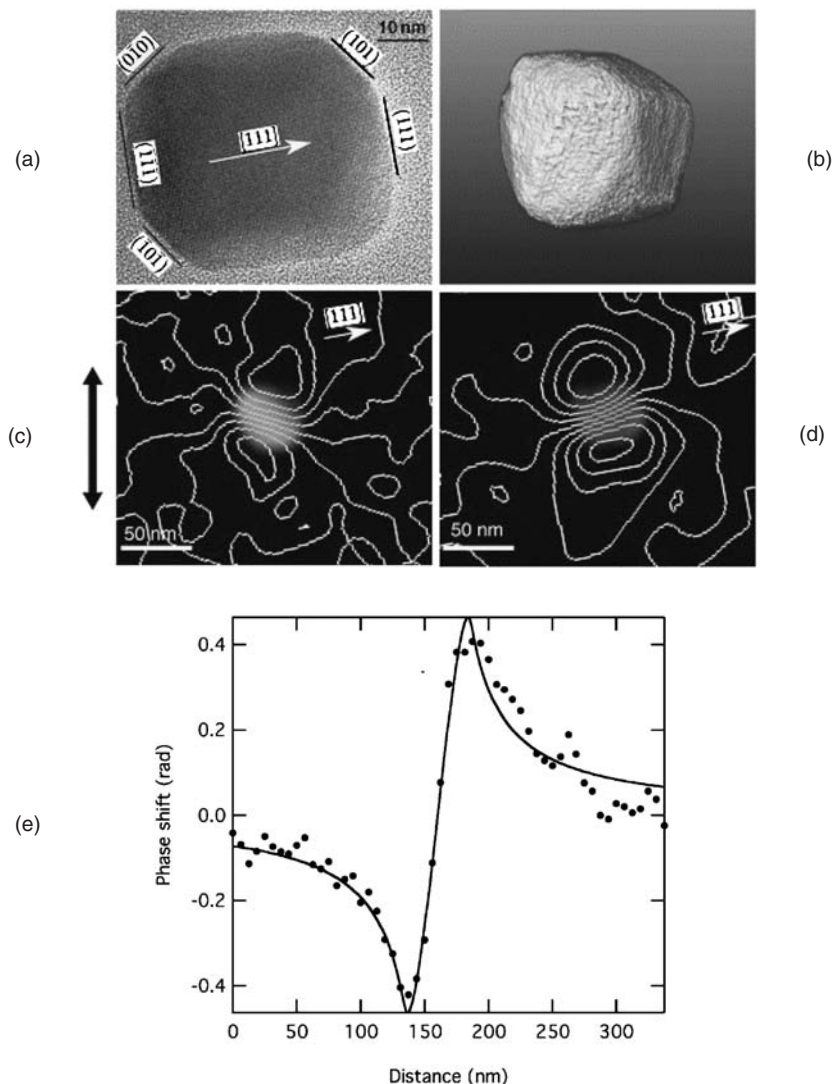 10 nm
(010)
(101)
(111)
[111]
(111)
(101)
(a)
(b)
[111]
[111]
(c)
(d)
50 nm
50 nm
(e)
Phase shift (rad)
0.4
0.2
0.0
-0.2
-0.4
0
50
100
150
200
250
300
Distance (nm)